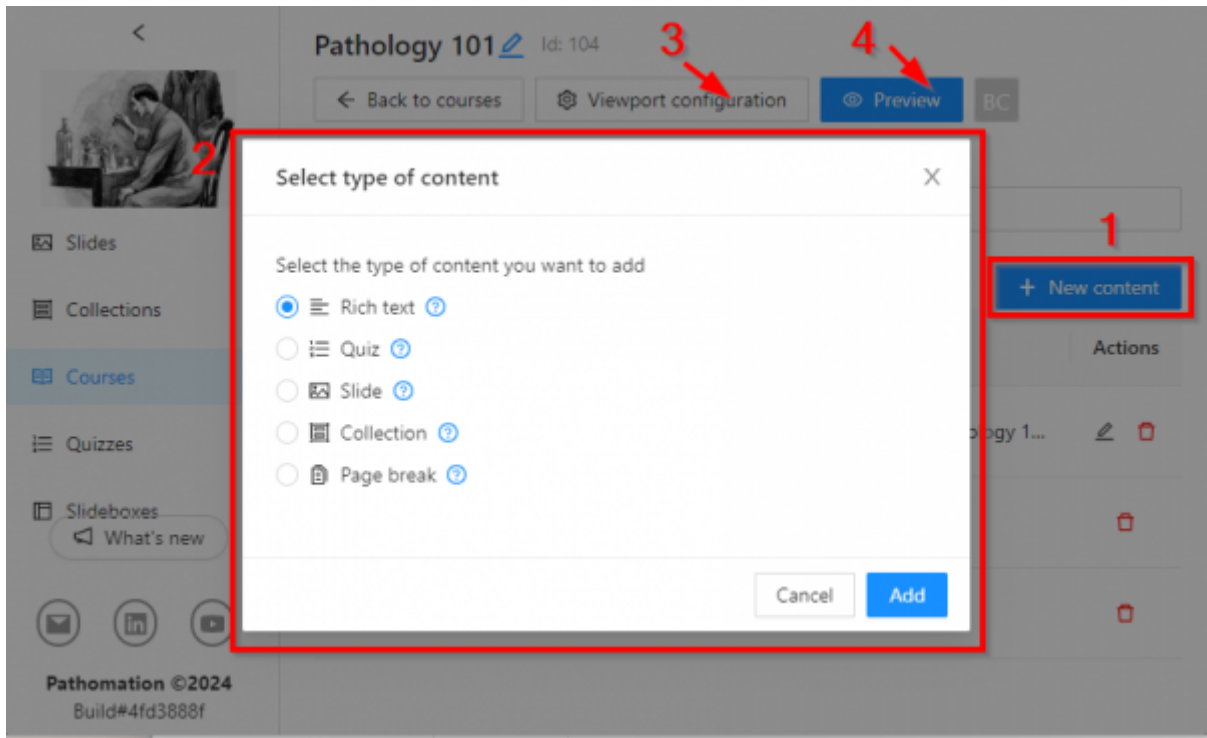 Pathology 101 Id: 104
3
4
Back to courses
Viewport configuration
Preview
BC
2
Select type of content
Select the type of content you want to add
Rich text
Quiz
Slide
Collection
Page break
Cancel
Add
1
+ New content
Actions
ology 1...
Slides
Collections
Courses
Quizzes
Slideboxes
What's new
Pathomation ©2024
Build#4fd3888f